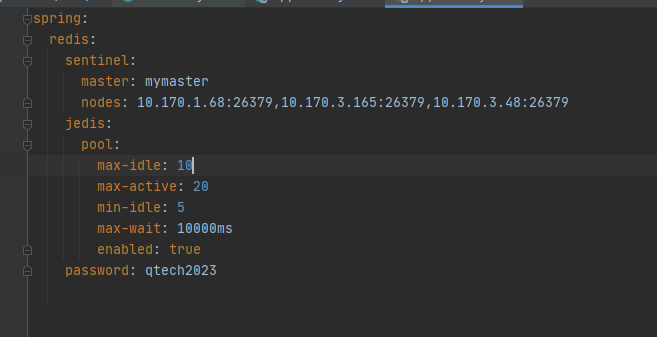 spring:
  redis:
    sentinel:
      master: mymaster
      nodes: 10.170.1.68:26379,10.170.3.165:26379,10.170.3.48:26379
    jedis:
      pool:
        max-idle: 10
        max-active: 20
        min-idle: 5
        max-wait: 10000ms
        enabled: true
    password: qtech2023